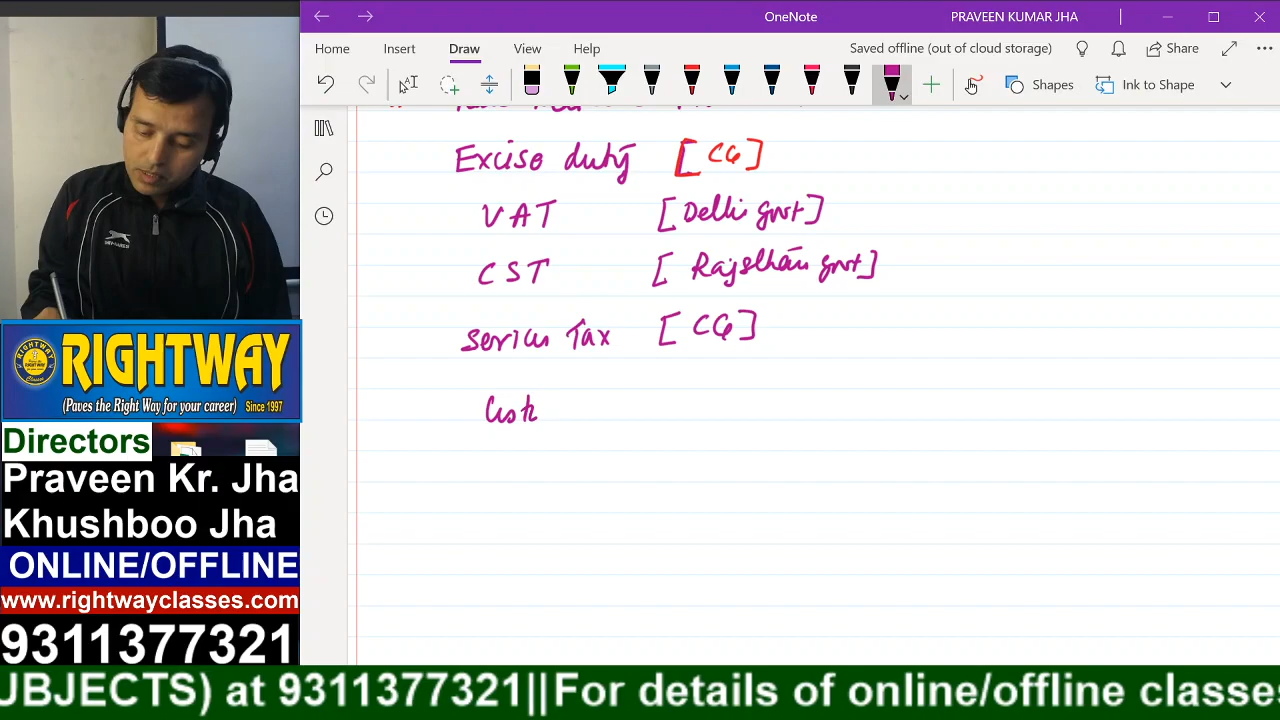 OneNote
PRAVEEN KUMAR JHA
Home Insert Draw View Help
Saved offline (out of cloud storage)
Share
Shapes
Ink to Shape
Excise duty [CG]
VAT [Delhi govt]
CST [Rajsthan govt]
Service Tax [CG]
RIGHTWAY
(Paves the Right Way for your career) Since 1997
Directors
Praveen Kr. Jha
Khushboo Jha
ONLINE/OFFLINE
www.rightwayclasses.com
9311377321
UBJECTS) at 9311377321||For details of online/offline classes